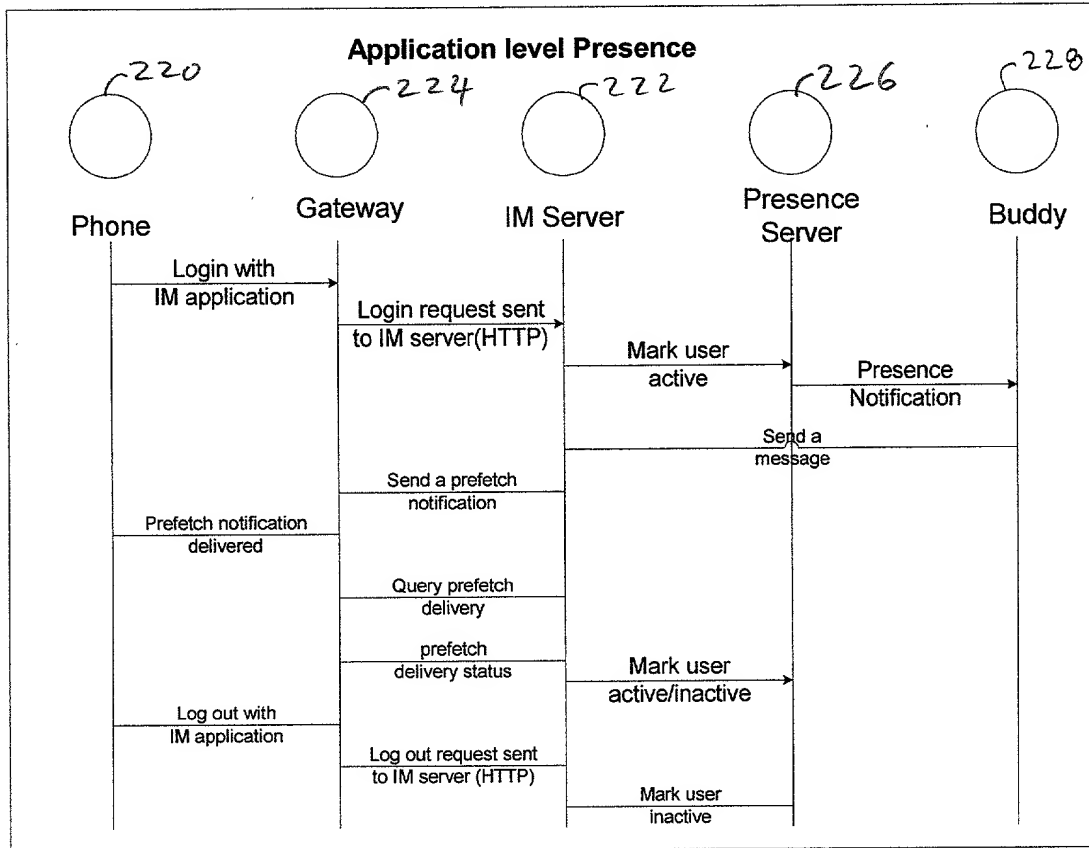 Application level Presence
220
224
222
226
228
Phone
Gateway
IM Server
Presence
Server
Buddy
Login with
IM application
Login request sent
to IM server(HTTP)
Mark user
active
Presence
Notification
Send a
message
Send a prefetch
notification
Prefetch notification
delivered
Query prefetch
delivery
prefetch
delivery status
Mark user
active/inactive
Log out with
IM application
Log out request sent
to IM server (HTTP)
Mark user
inactive